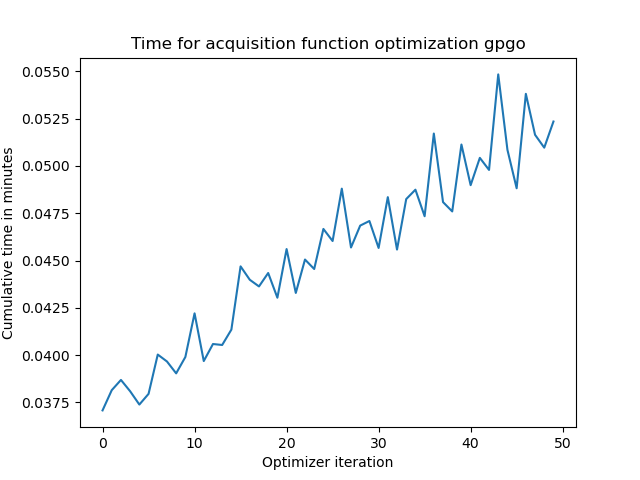 Time for acquisition function optimization gpgo
Cumulative time in minutes
0.0550
0.0525
0.0500
0.0475
0.0450
0.0425
0.0400
0.0375
0 10 20 30 40 50
Optimizer iteration